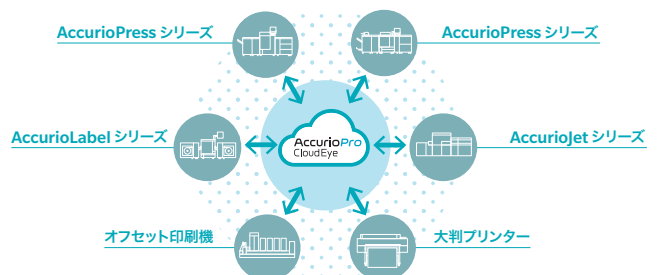 AccurioPress シリーズ
AccurioPress シリーズ
AccurioLabel シリーズ
AccurioPro
CloudEye
AccurioJet シリーズ
オフセット印刷機
大判プリンター